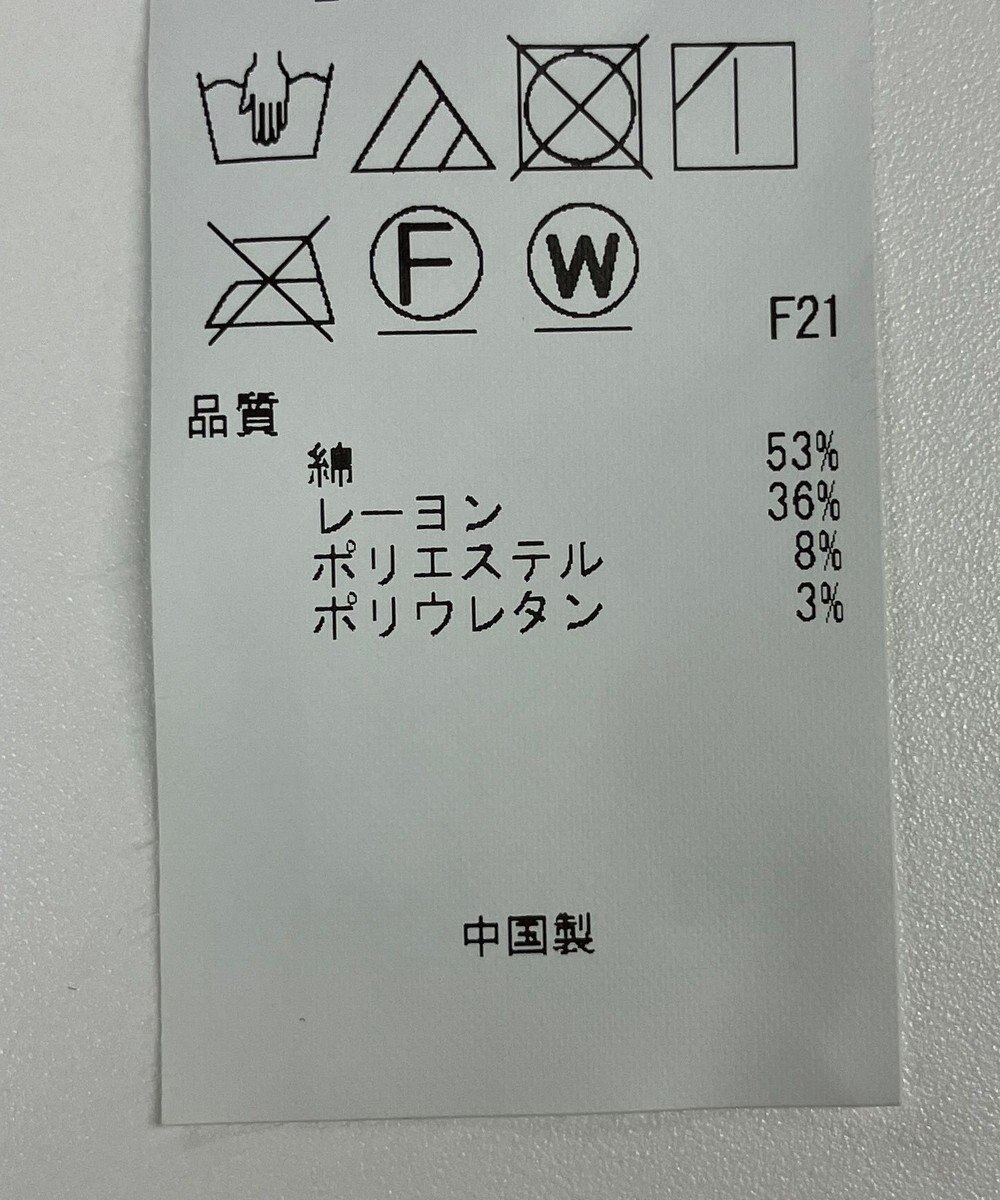 F W
F21
品質
綿 53%
レーヨン 36%
ポリエステル 8%
ポリウレタン 3%
中国製